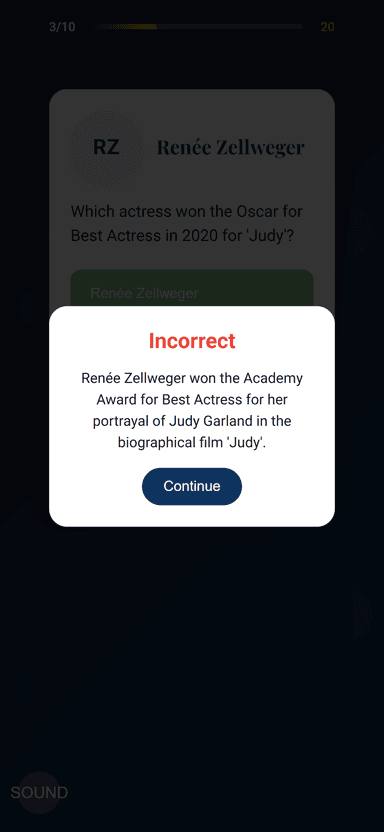 3/10
20
RZ
Renée Zellweger
Which actress won the Oscar for
Best Actress in 2020 for 'Judy'?
Renée Zellweger
Incorrect
Renée Zellweger won the Academy
Award for Best Actress for her
portrayal of Judy Garland in the
biographical film 'Judy'.
Continue
SOUND